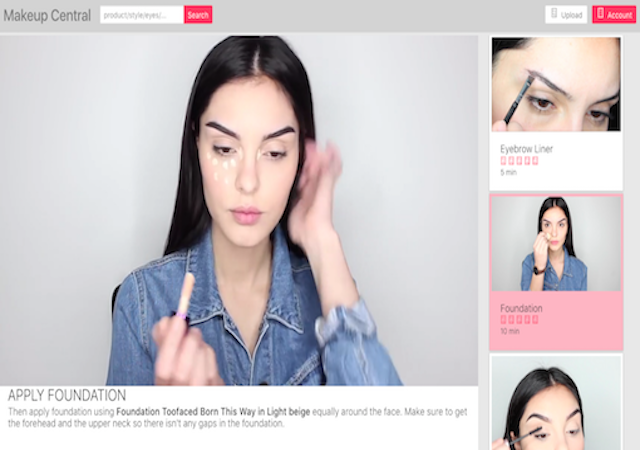 Makeup Central
product/style/eyes/...
Search
Upload
Account
Eyebrow Liner
5 min
Foundation
10 min
APPLY FOUNDATION
Then apply foundation using Foundation Toofaced Born This Way in Light beige equally around the face. Make sure to get
the forehead and the upper neck so there isn't any gaps in the foundation.